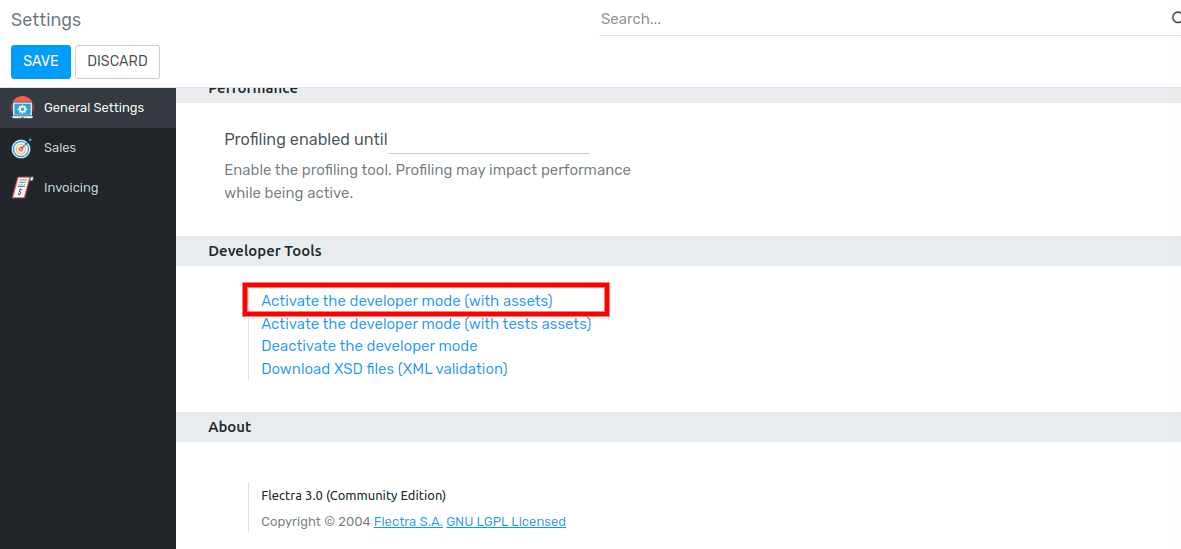 Settings
Search...
SAVE DISCARD
General Settings
Sales
Invoicing
Performance
Profiling enabled until
Enable the profiling tool. Profiling may impact performance
while being active.
Developer Tools
Activate the developer mode (with assets)
Activate the developer mode (with tests assets)
Deactivate the developer mode
Download XSD files (XML validation)
About
Flectra 3.0 (Community Edition)
Copyright © 2004 Flectra S.A. GNU LGPL Licensed